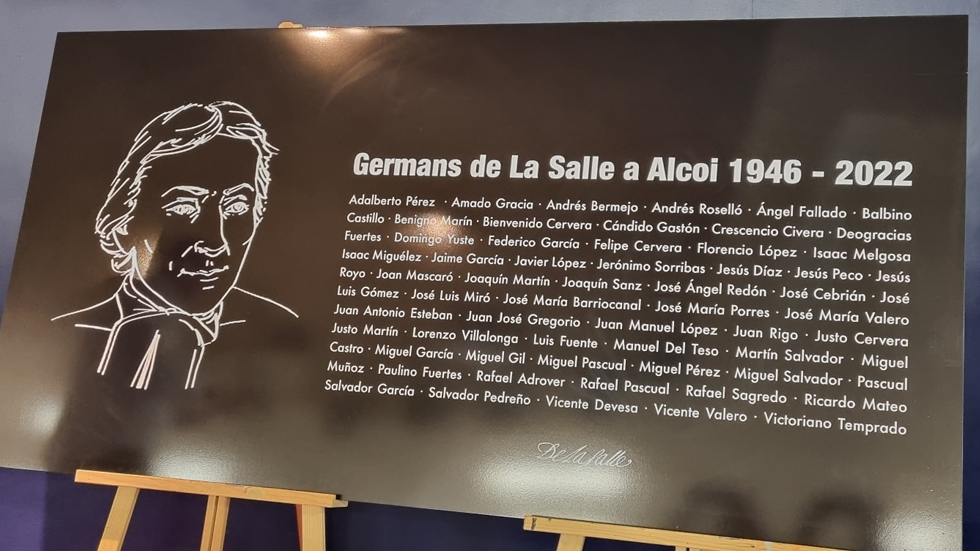 Germans de La Salle a Alcoi 1946 - 2022
Adalberto Pérez · Amado Gracia · Andrés Bermejo · Andrés Roselló · Ángel Fallado · Balbino
Castillo · Benigno Marín · Bienvenido Cervera · Cándido Gastón · Crescencio Civera · Deogracias
Fuertes · Domingo Yuste · Federico García · Felipe Cervera · Florencio López · Isaac Melgosa
Isaac Miguélez · Jaime García · Javier López · Jerónimo Sorribas · Jesús Díaz · Jesús Peco · Jesús
Royo · Joan Mascaró · Joaquín Martín · Joaquín Sanz · José Ángel Redón · José Cebrián · José
Luis Gómez · José Luis Miró · José María Barriocanal · José María Porres · José María Valero
Juan Antonio Esteban · Juan José Gregorio · Juan Manuel López · Juan Rigo · Justo Cervera
Justo Martín · Lorenzo Villalonga · Luis Fuente · Manuel Del Teso · Martín Salvador · Miguel
Castro · Miguel García · Miguel Gil · Miguel Pascual · Miguel Pérez · Miguel Salvador · Pascual
Muñoz · Paulino Fuertes · Rafael Adrover · Rafael Pascual · Rafael Sagredo · Ricardo Mateo
Salvador García · Salvador Pedreño · Vicente Devesa · Vicente Valero · Victoriano Temprado
De La Salle